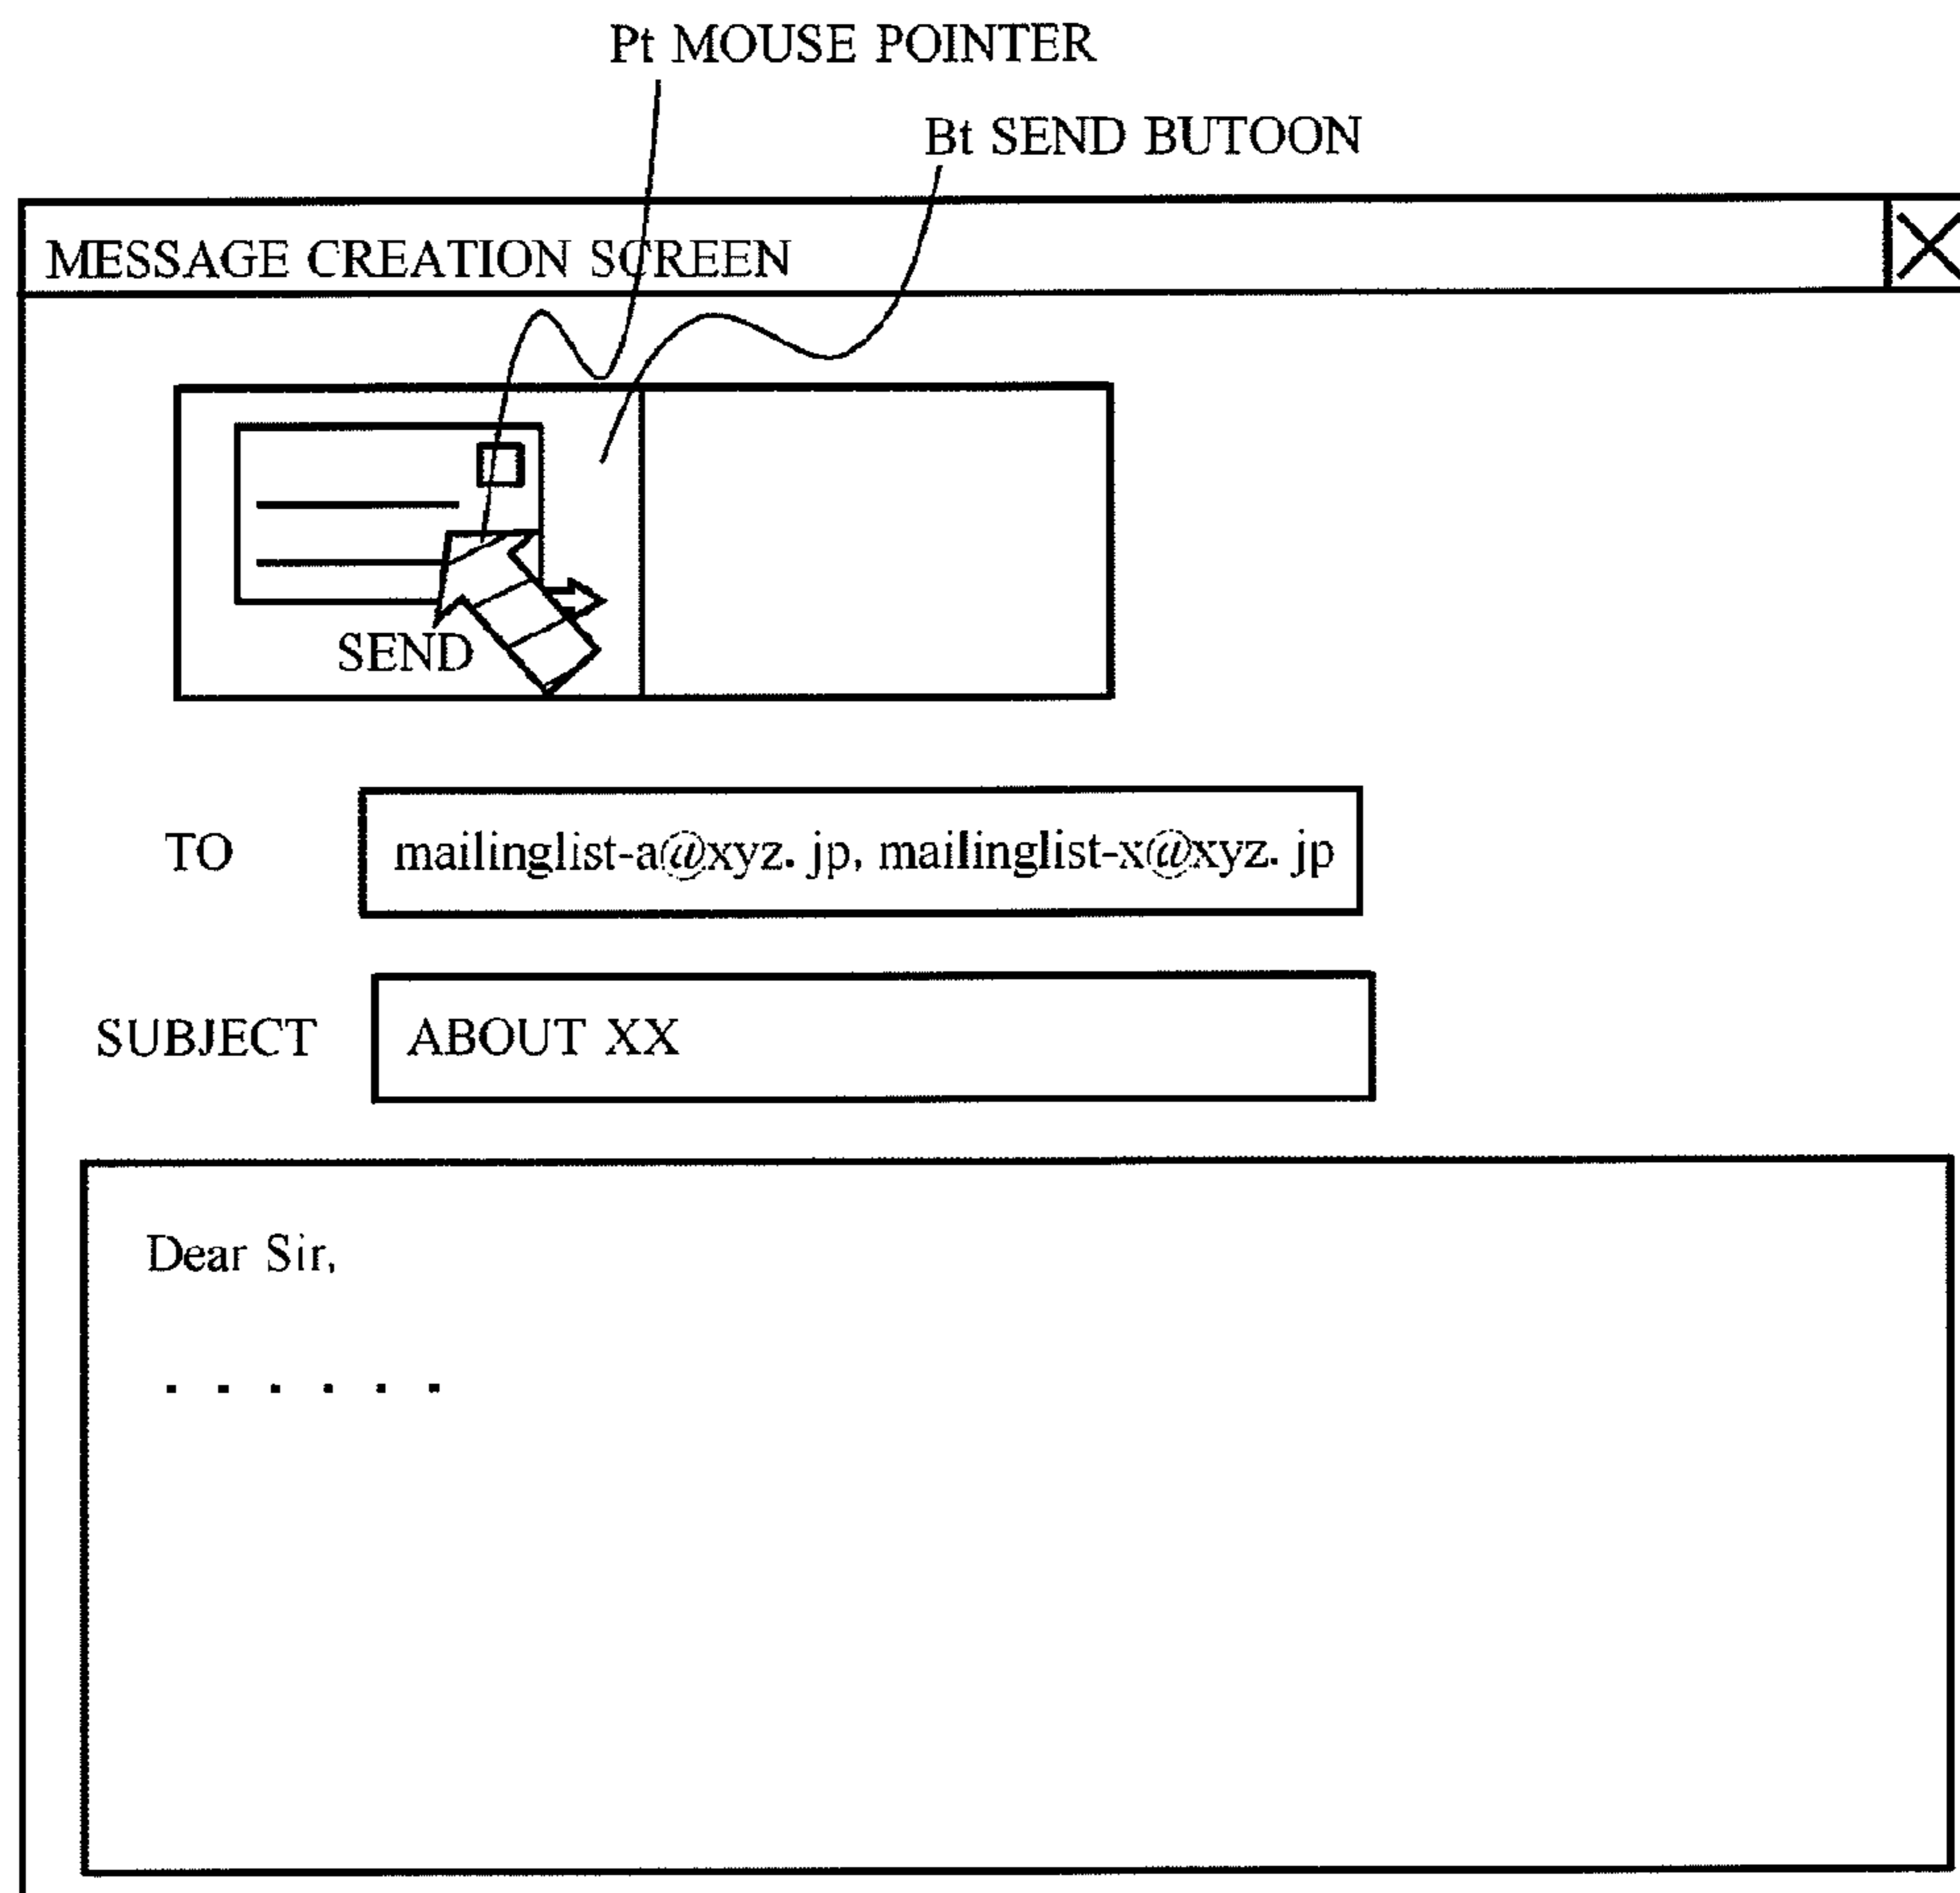 Pt MOUSE POINTER
Bt SEND BUTOON
MESSAGE CREATION SCREEN
SEND
TO mailinglist-a@xyz. jp, mailinglist-x@xyz. jp
SUBJECT ABOUT XX
Dear Sir,
. . . . . .